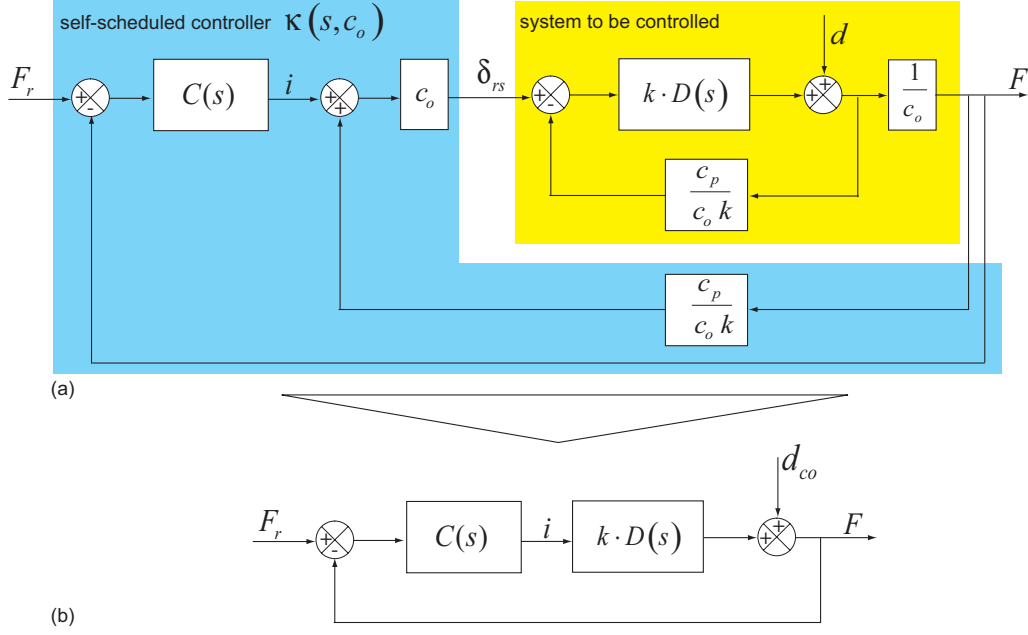 self-scheduled controller κ(s, c_o)
system to be controlled
d
F_r
+
-
C(s)
i
+
+
c_o
δ_rs
+
-
k · D(s)
+
+
1
c_o
F
c_p
c_o k
c_p
c_o k
(a)
d_co
F_r
+
-
C(s)
i
k · D(s)
+
+
F
(b)